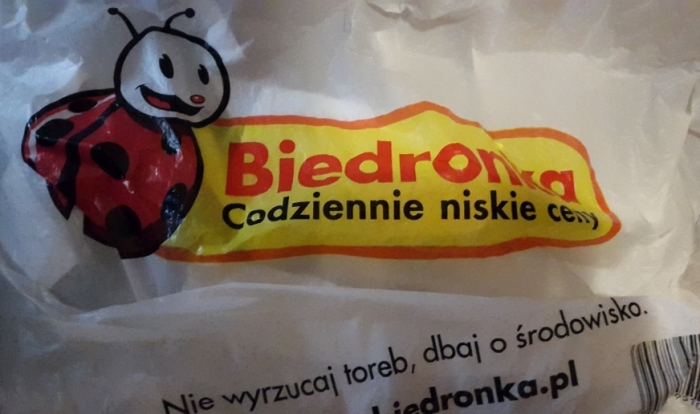 Biedronka
Codziennie niskie ceny
Nie wyrzucaj toreb, dbaj o środowisko.
biedronka.pl